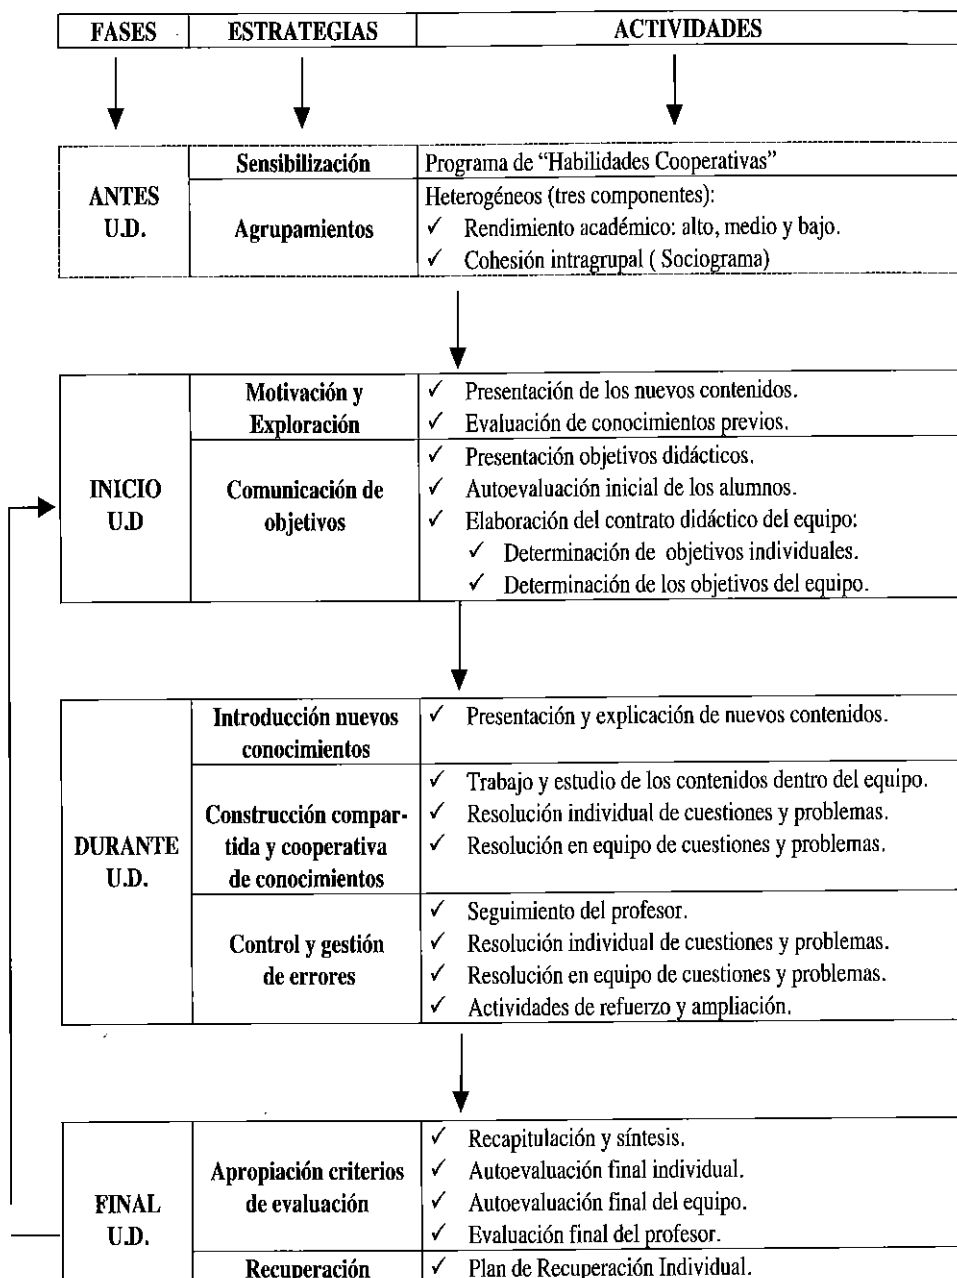 FASES ESTRATEGIAS ACTIVIDADES
ANTES
U.D.
Sensibilización
Programa de “Habilidades Cooperativas”
Agrupamientos
Heterogéneos (tres componentes):
✓ Rendimiento académico: alto, medio y bajo.
✓ Cohesión intragrupal ( Sociograma)
INICIO
U.D
Motivación y
Exploración
✓ Presentación de los nuevos contenidos.
✓ Evaluación de conocimientos previos.
Comunicación de
objetivos
✓ Presentación objetivos didácticos.
✓ Autoevaluación inicial de los alumnos.
✓ Elaboración del contrato didáctico del equipo:
✓ Determinación de objetivos individuales.
✓ Determinación de los objetivos del equipo.
DURANTE
U.D.
Introducción nuevos
conocimientos
✓ Presentación y explicación de nuevos contenidos.
Construcción compar-
tida y cooperativa
de conocimientos
✓ Trabajo y estudio de los contenidos dentro del equipo.
✓ Resolución individual de cuestiones y problemas.
✓ Resolución en equipo de cuestiones y problemas.
Control y gestión
de errores
✓ Seguimiento del profesor.
✓ Resolución individual de cuestiones y problemas.
✓ Resolución en equipo de cuestiones y problemas.
✓ Actividades de refuerzo y ampliación.
FINAL
U.D.
Apropiación criterios
de evaluación
✓ Recapitulación y síntesis.
✓ Autoevaluación final individual.
✓ Autoevaluación final del equipo.
✓ Evaluación final del profesor.
Recuperación
✓ Plan de Recuperación Individual.